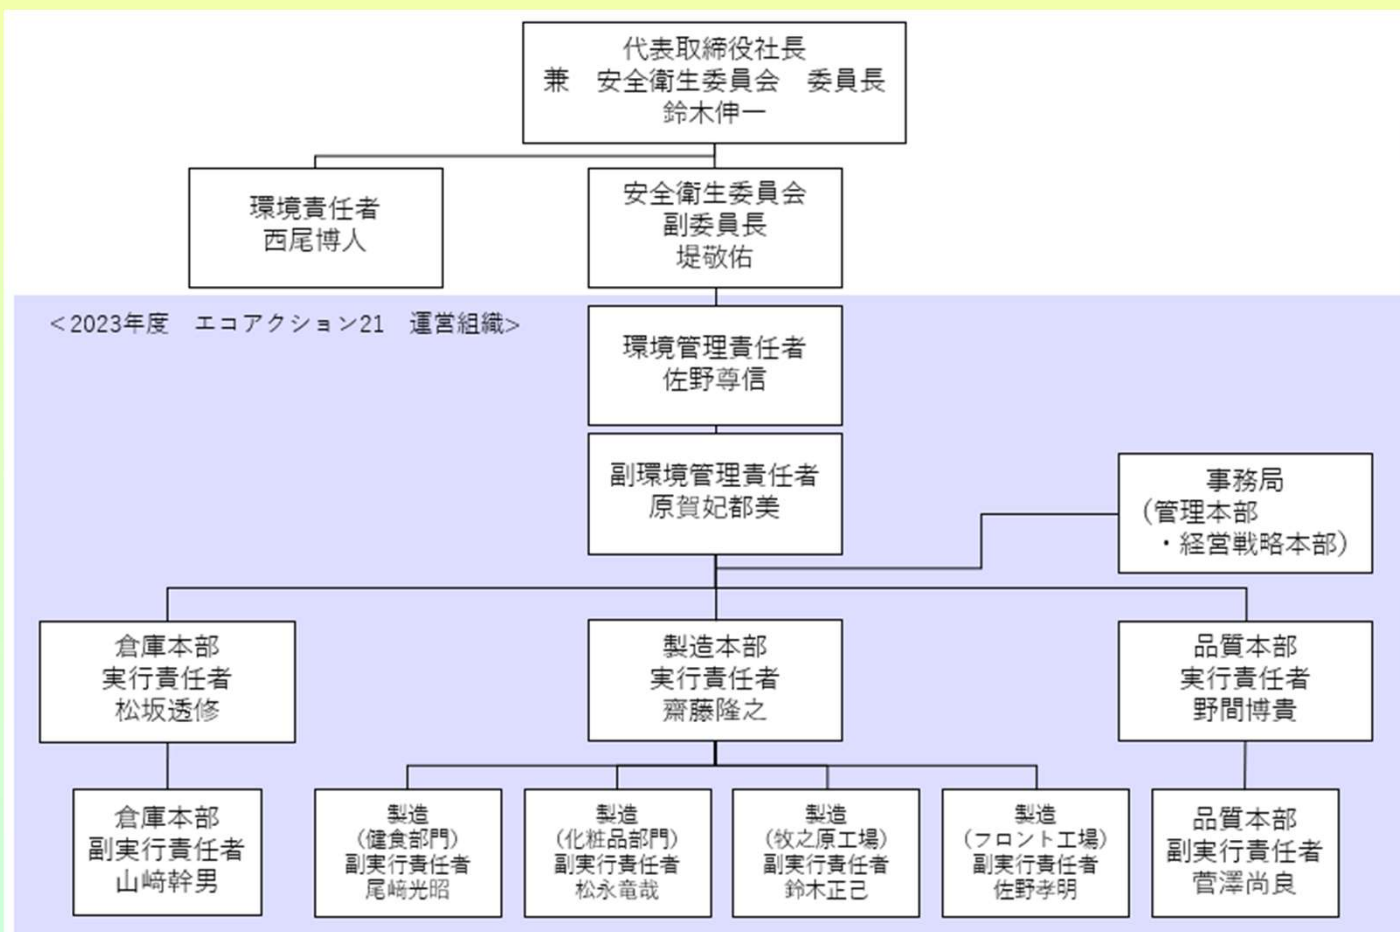 代表取締役社長
兼　安全衛生委員会　委員長
鈴木伸一
環境責任者
西尾博人
安全衛生委員会
副委員長
堤敬佑
＜2023年度　エコアクション21　運営組織>
環境管理責任者
佐野尊信
副環境管理責任者
原賀妃都美
事務局
（管理本部
・経営戦略本部）
倉庫本部
実行責任者
松坂透修
製造本部
実行責任者
齋藤隆之
品質本部
実行責任者
野間博貴
倉庫本部
副実行責任者
山﨑幹男
製造
（健食部門）
副実行責任者
尾﨑光昭
製造
（化粧品部門）
副実行責任者
松永竜哉
製造
（牧之原工場）
副実行責任者
鈴木正己
製造
（フロント工場）
副実行責任者
佐野孝明
品質本部
副実行責任者
菅澤尚良